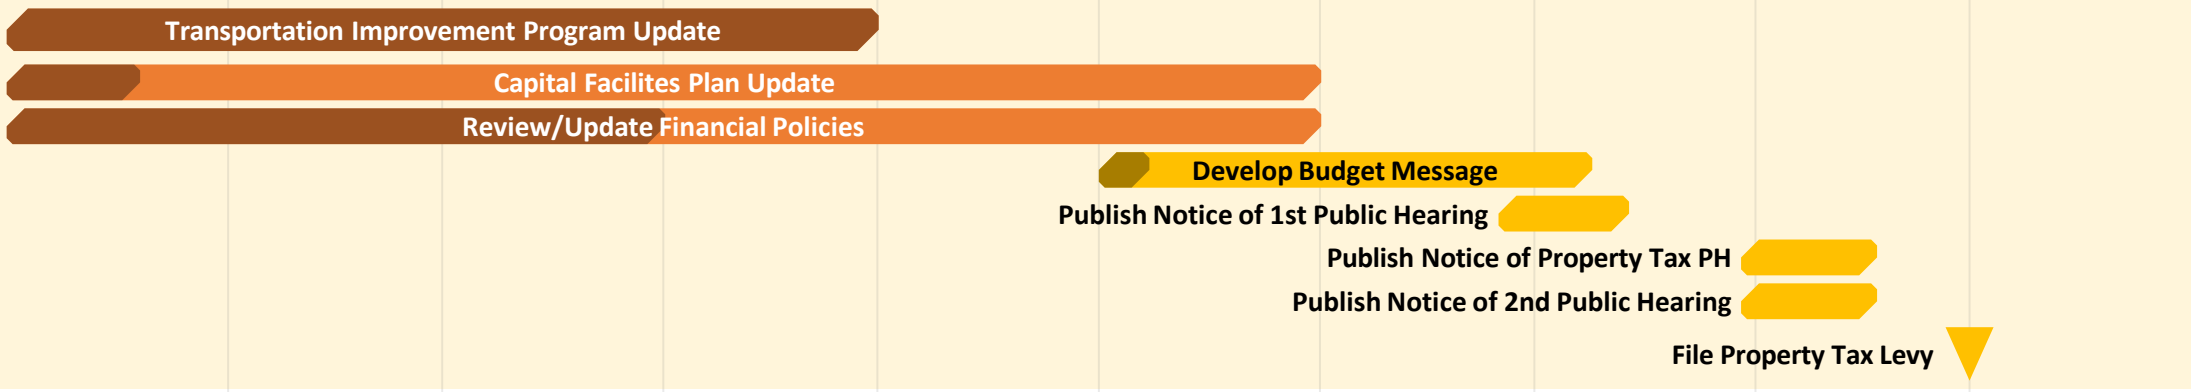 Transportation Improvement Program Update
Capital Facilites Plan Update
Review/Update Financial Policies
Develop Budget Message
Publish Notice of 1st Public Hearing
Publish Notice of Property Tax PH
Publish Notice of 2nd Public Hearing
File Property Tax Levy